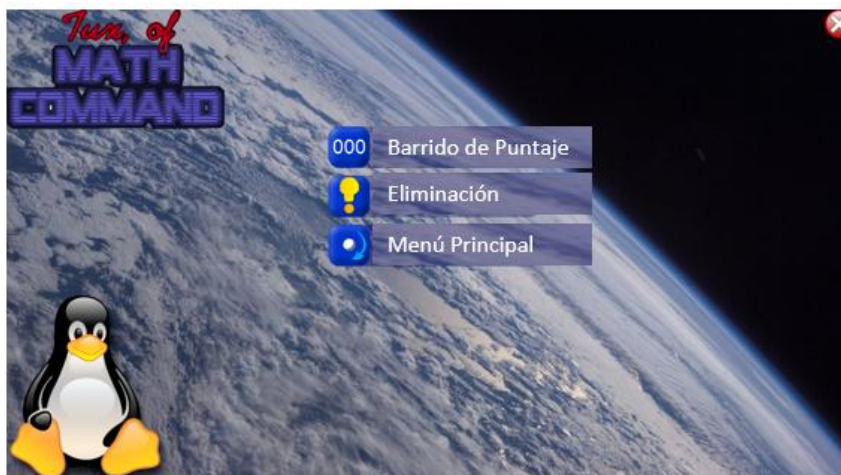 Tux, of
MATH
COMMAND
000 Barrido de Puntaje
Eliminación
Menú Principal